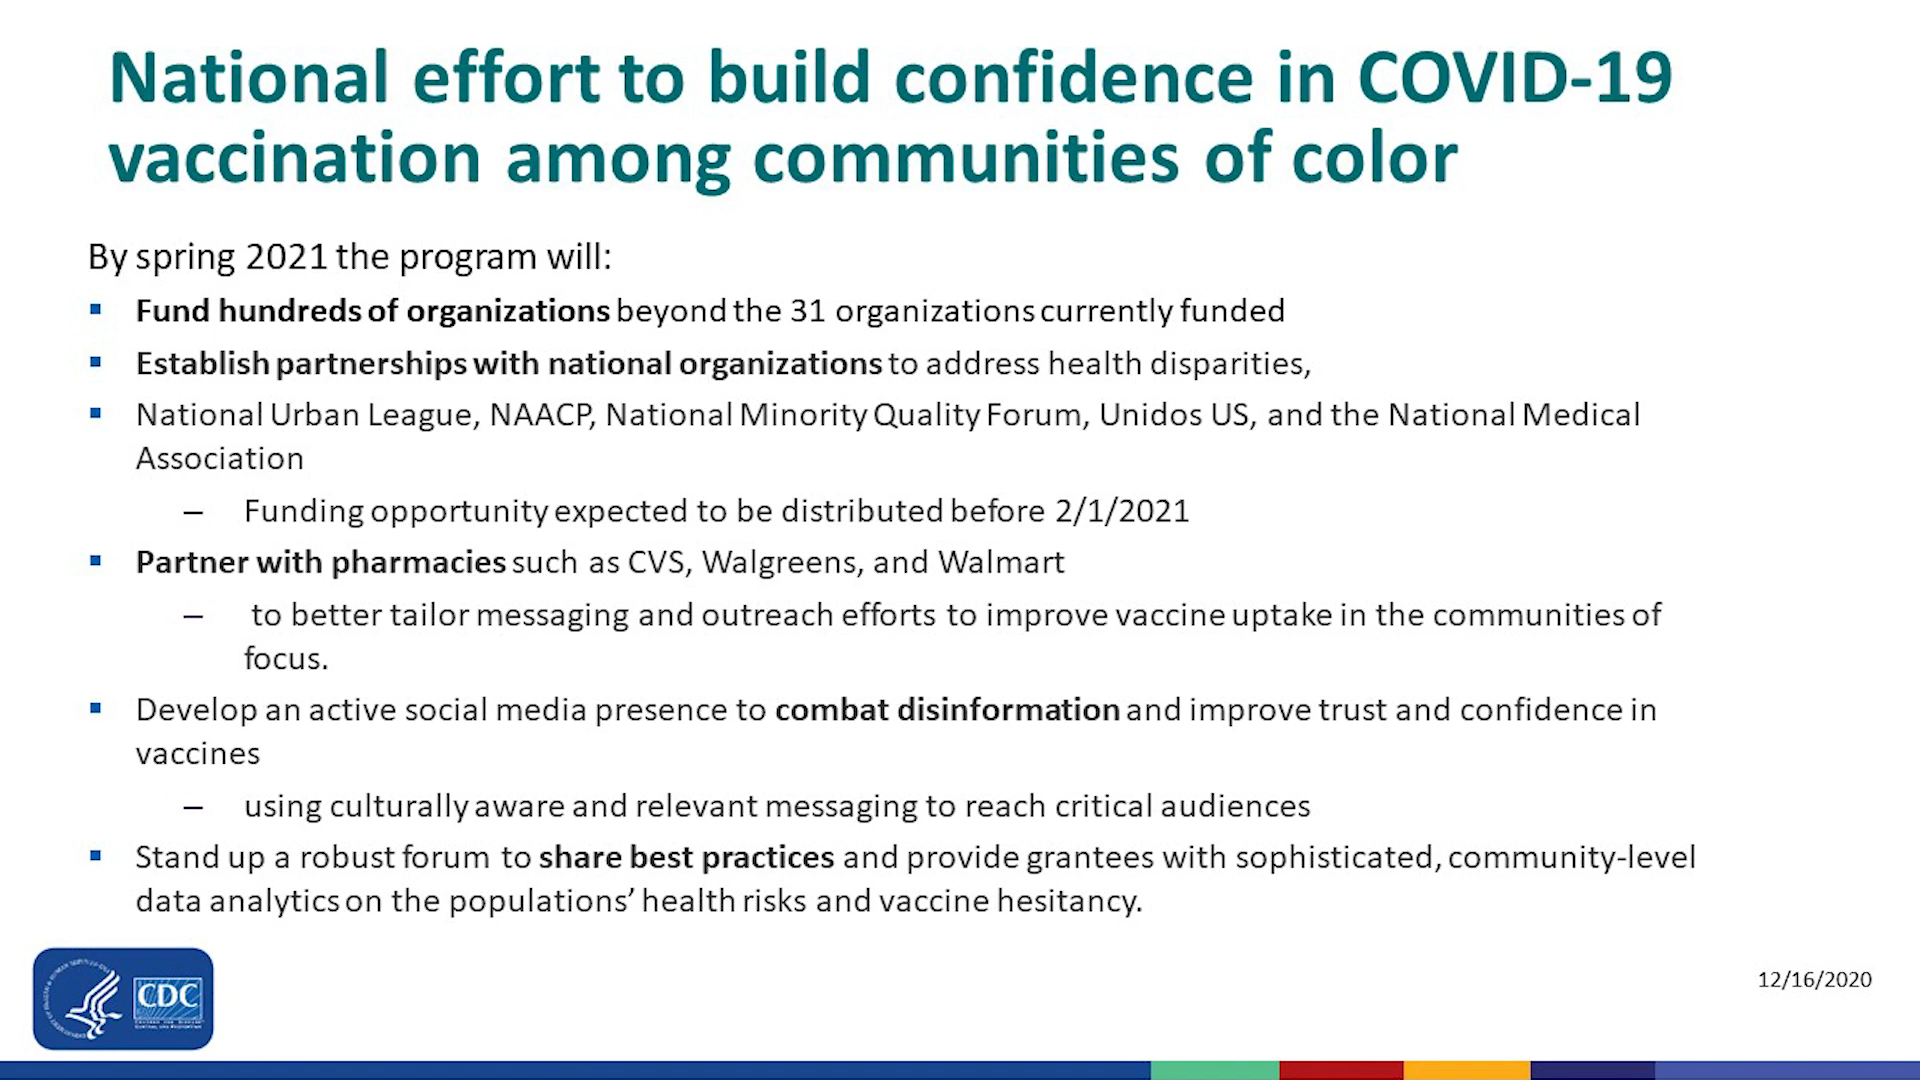 National effort to build confidence in COVID-19
vaccination among communities of color
By spring 2021 the program will:
▪ Fund hundreds of organizations beyond the 31 organizations currently funded
▪ Establish partnerships with national organizations to address health disparities,
▪ National Urban League, NAACP, National Minority Quality Forum, Unidos US, and the National Medical
Association
– Funding opportunity expected to be distributed before 2/1/2021
▪ Partner with pharmacies such as CVS, Walgreens, and Walmart
– to better tailor messaging and outreach efforts to improve vaccine uptake in the communities of
focus.
▪ Develop an active social media presence to combat disinformation and improve trust and confidence in
vaccines
– using culturally aware and relevant messaging to reach critical audiences
▪ Stand up a robust forum to share best practices and provide grantees with sophisticated, community-level
data analytics on the populations’ health risks and vaccine hesitancy.
CDC
12/16/2020